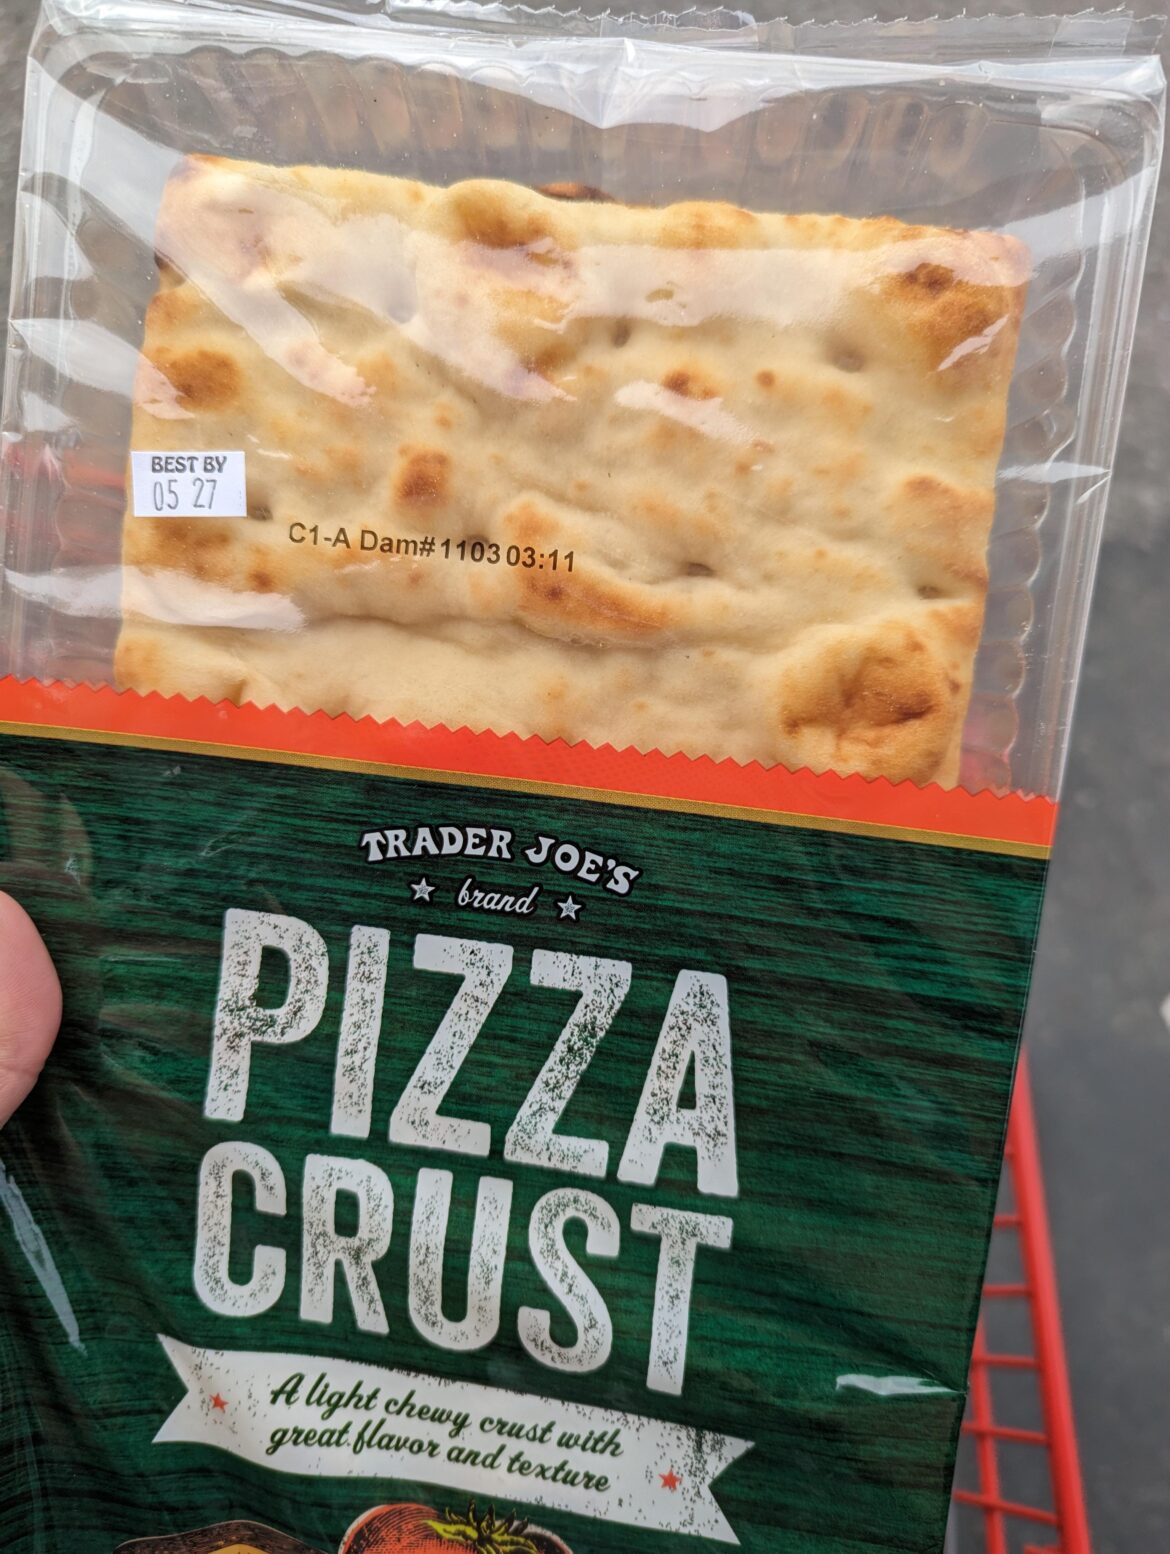 BEST BY
05 27
C1-A Dam# 1103 03:11
TRADER JOE'S
brand
PIZZA
CRUST
A light chewy crust with
great flavor and texture